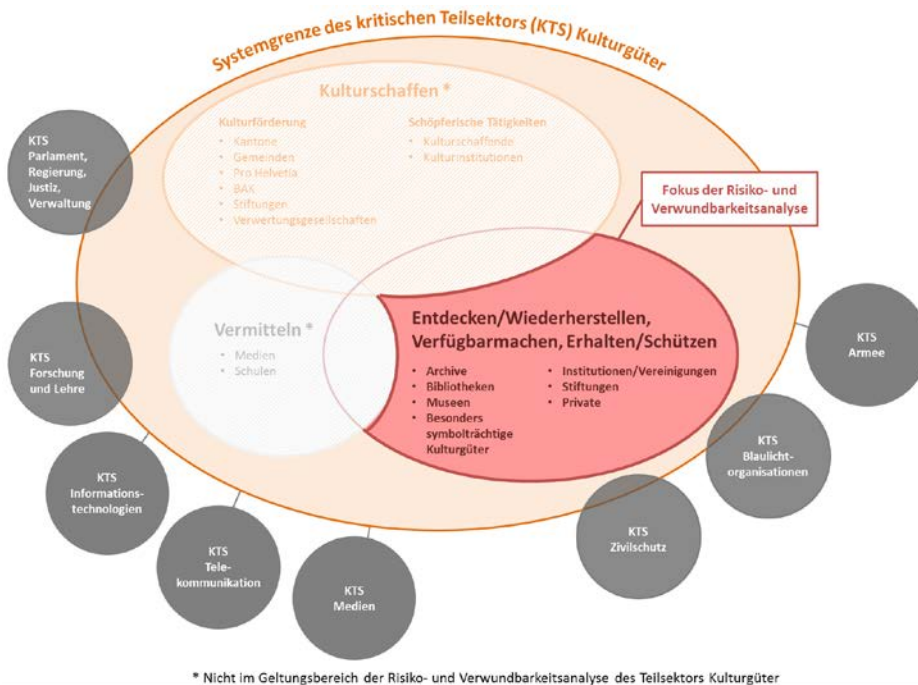 Systemgrenze des kritischen Teilsektors (KTS) Kulturgüter
Kulturschaffen *
Kulturförderung
• Kantone
• Gemeinden
• Pro Helvetia
• BAK
• Stiftungen
• Verwertungsgesellschaften
Schöpferische Tätigkeiten
• Kulturschaffende
• Kulturinstitutionen
KTS
Parlament,
Regierung,
Justiz,
Verwaltung
Fokus der Risiko- und
Verwundbarkeitsanalyse
Vermitteln *
• Medien
• Schulen
Entdecken/Wiederherstellen,
Verfügbarmachen, Erhalten/Schützen
• Archive
• Bibliotheken
• Museen
• Besonders
symbolträchtige
Kulturgüter
• Institutionen/Vereinigungen
• Stiftungen
• Private
KTS
Armee
KTS
Forschung
und Lehre
KTS
Blaulicht-
organisationen
KTS
Informations-
technologien
KTS
Zivilschutz
KTS
Tele-
kommunikation
KTS
Medien
* Nicht im Geltungsbereich der Risiko- und Verwundbarkeitsanalyse des Teilsektors Kulturgüter